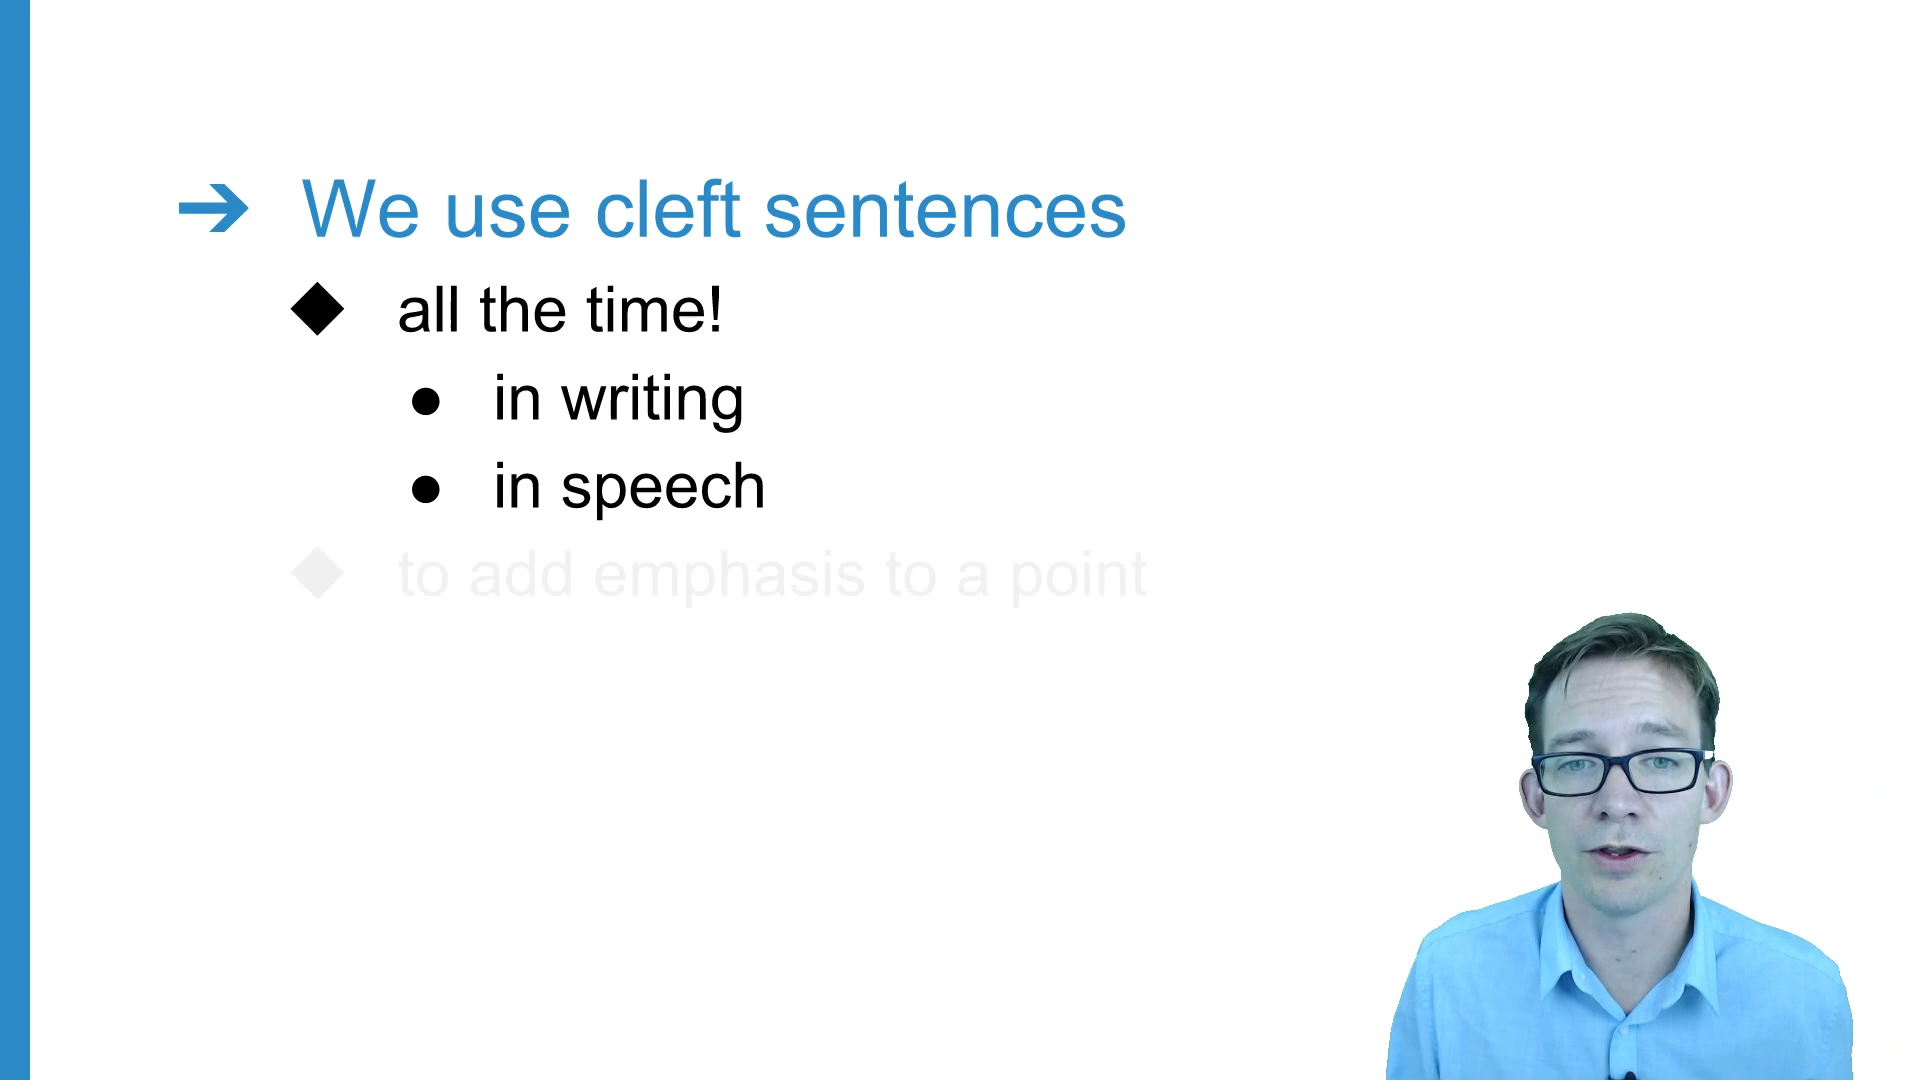 ➔ We use cleft sentences
◆ all the time!
● in writing
● in speech
◆ to add emphasis to a point